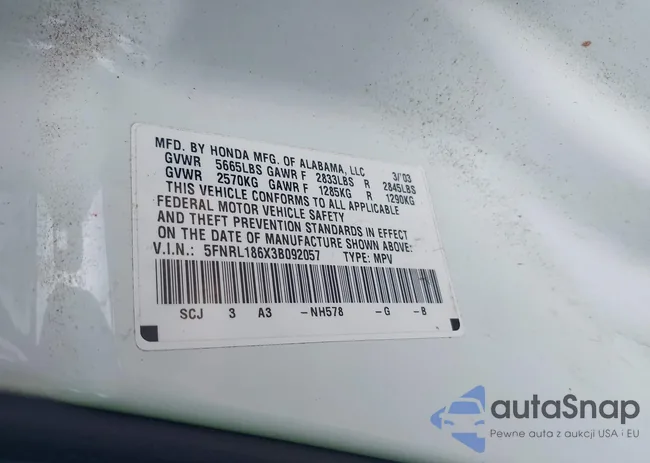 MFD. BY HONDA MFG. OF ALABAMA, LLC 3/'03
GVWR 5665LBS GAWR F 2833LBS R 2845LBS
GVWR 2570KG GAWR F 1285KG R 1290KG
THIS VEHICLE CONFORMS TO ALL APPLICABLE
FEDERAL MOTOR VEHICLE SAFETY
AND THEFT PREVENTION STANDARDS IN EFFECT
ON THE DATE OF MANUFACTURE SHOWN ABOVE:
V.I.N.: 5FNRL186X3B092057 TYPE: MPV
SCJ 3 A3 -NH578 -G -B
autaSnap
Pewne auta z aukcji USA i EU